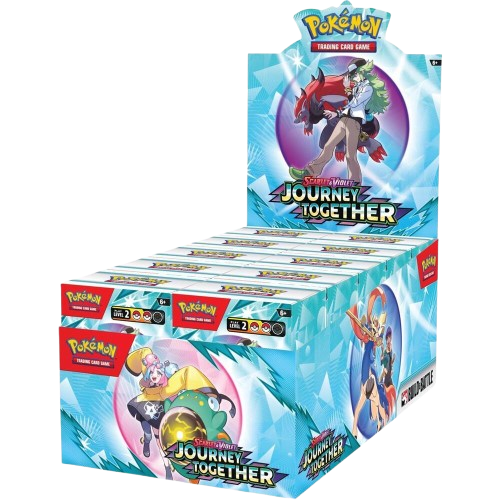 Pokémon
TRADING CARD GAME
6+
SCARLET & VIOLET
JOURNEY
TOGETHER
Pokémon
TRADING CARD GAME
6+
LEVEL 2
Pokémon
TRADING CARD GAME
6+
LEVEL 2
Pokémon
TRADING CARD GAME
SCARLET & VIOLET
JOURNEY
TOGETHER
BUILD & BATTLE